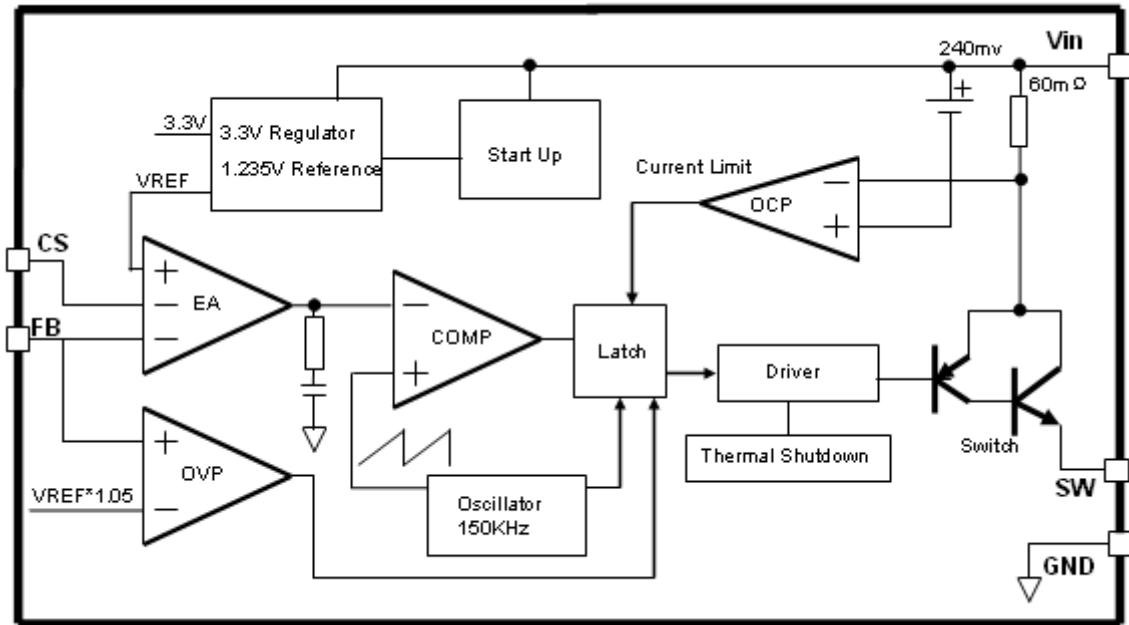 240mv
Vin
60mΩ
3.3V
3.3V Regulator
1.235V Reference
Start Up
VREF
Current Limit
OCP
−
+
+
CS
FB
+
−
−
EA
−
+
COMP
Latch
Driver
Thermal Shutdown
Switch
SW
GND
+
−
OVP
VREF*1.05
Oscillator
150KHz